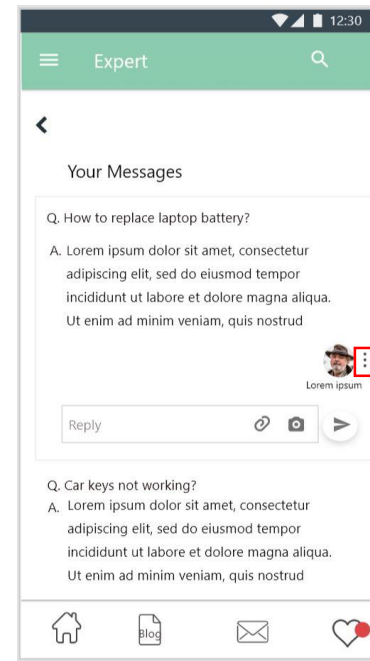 12:30
Expert
Your Messages
Q. How to replace laptop battery?
A. Lorem ipsum dolor sit amet, consectetur
adipiscing elit, sed do eiusmod tempor
incididunt ut labore et dolore magna aliqua.
Ut enim ad minim veniam, quis nostrud
Lorem ipsum
Reply
Q. Car keys not working?
A. Lorem ipsum dolor sit amet, consectetur
adipiscing elit, sed do eiusmod tempor
incididunt ut labore et dolore magna aliqua.
Ut enim ad minim veniam, quis nostrud
Blog